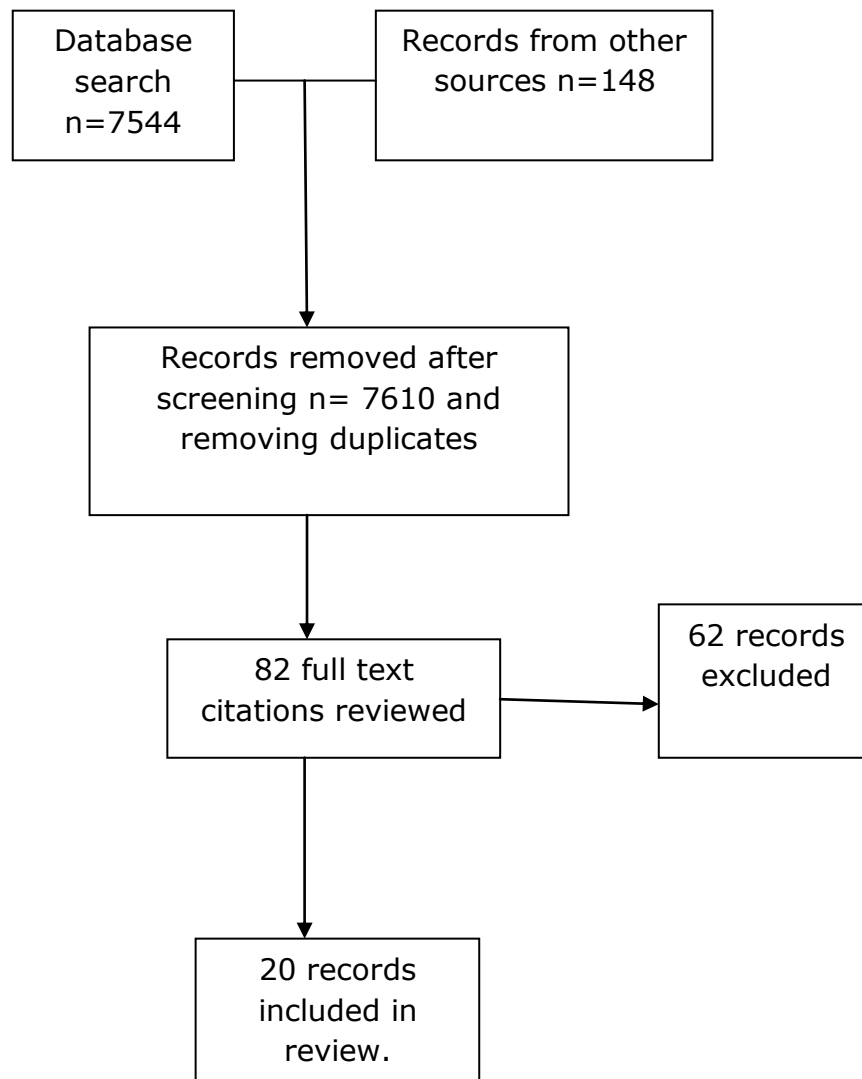 Database
search
n=7544
Records from other
sources n=148
Records removed after
screening n= 7610 and
removing duplicates
82 full text
citations reviewed
62 records
excluded
20 records
included in
review.